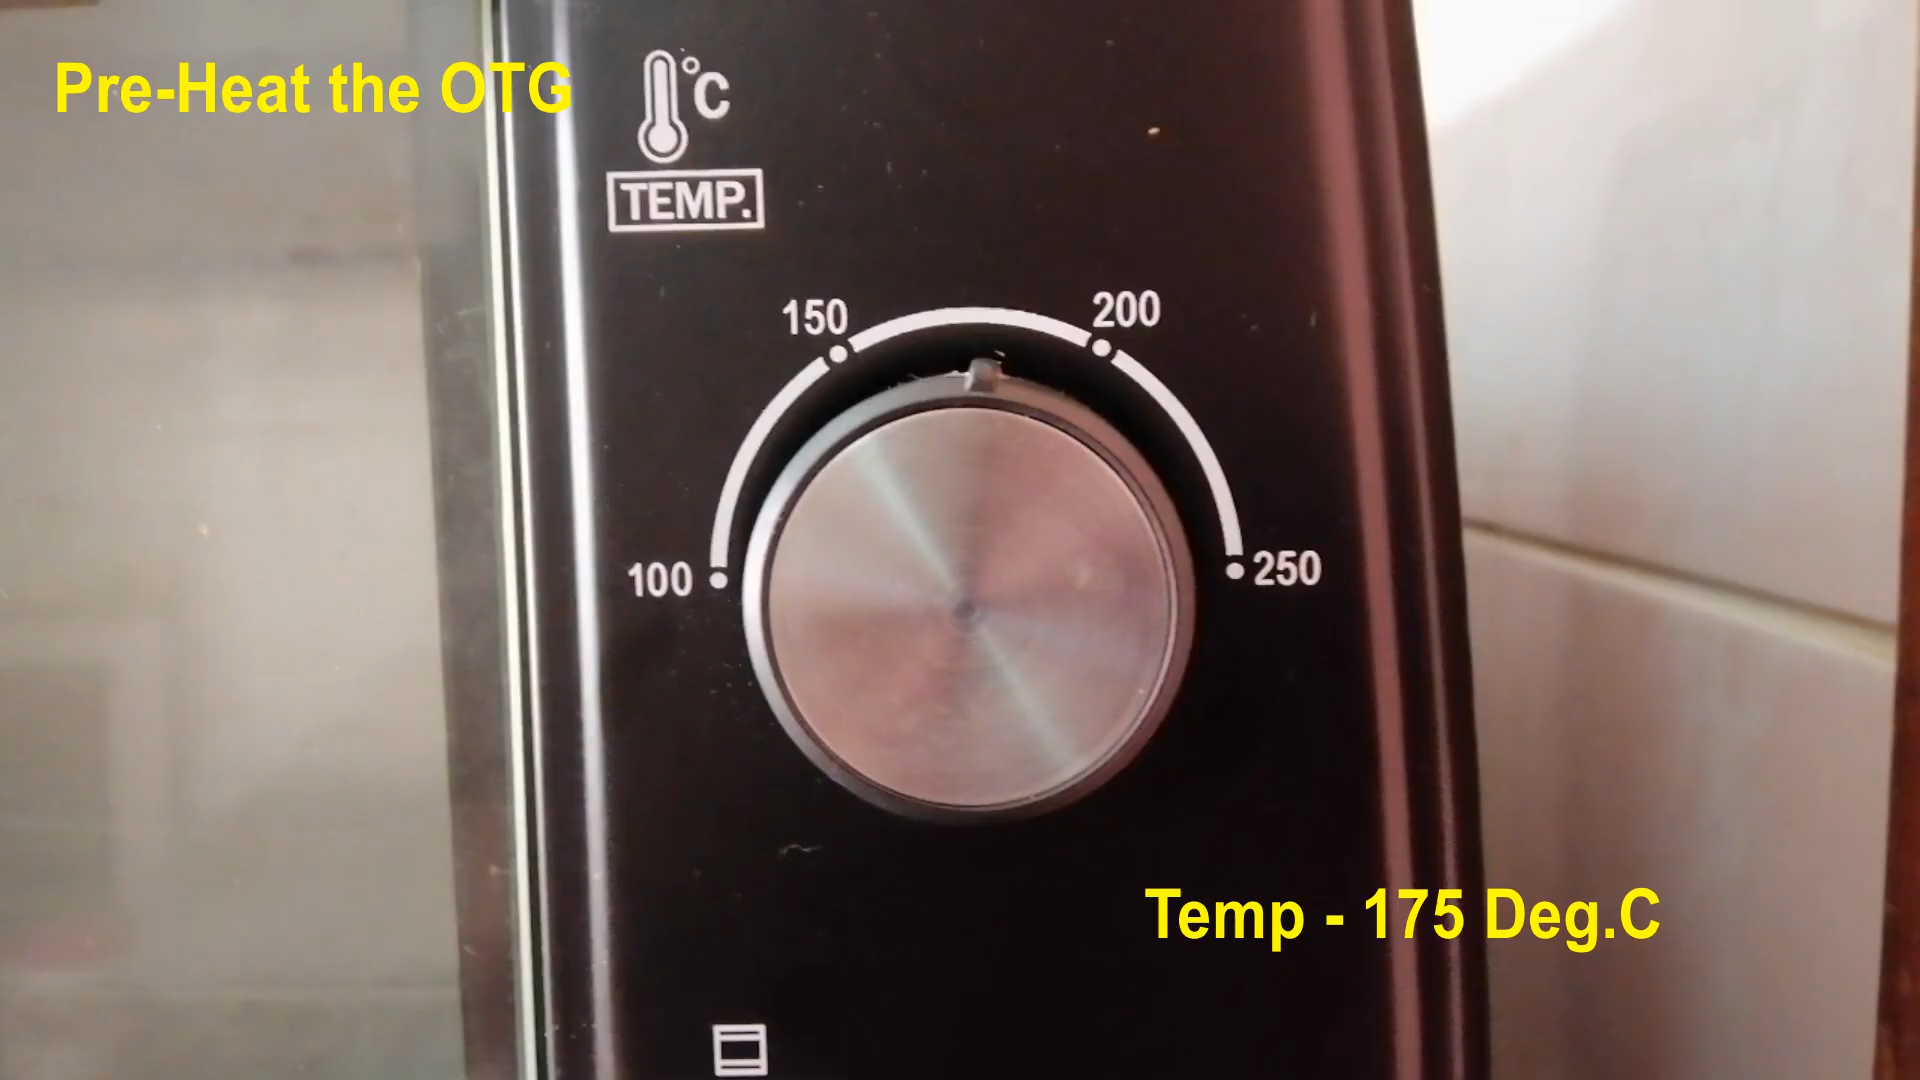 Pre-Heat the OTG
°C
TEMP.
150
200
100
250
Temp - 175 Deg.C